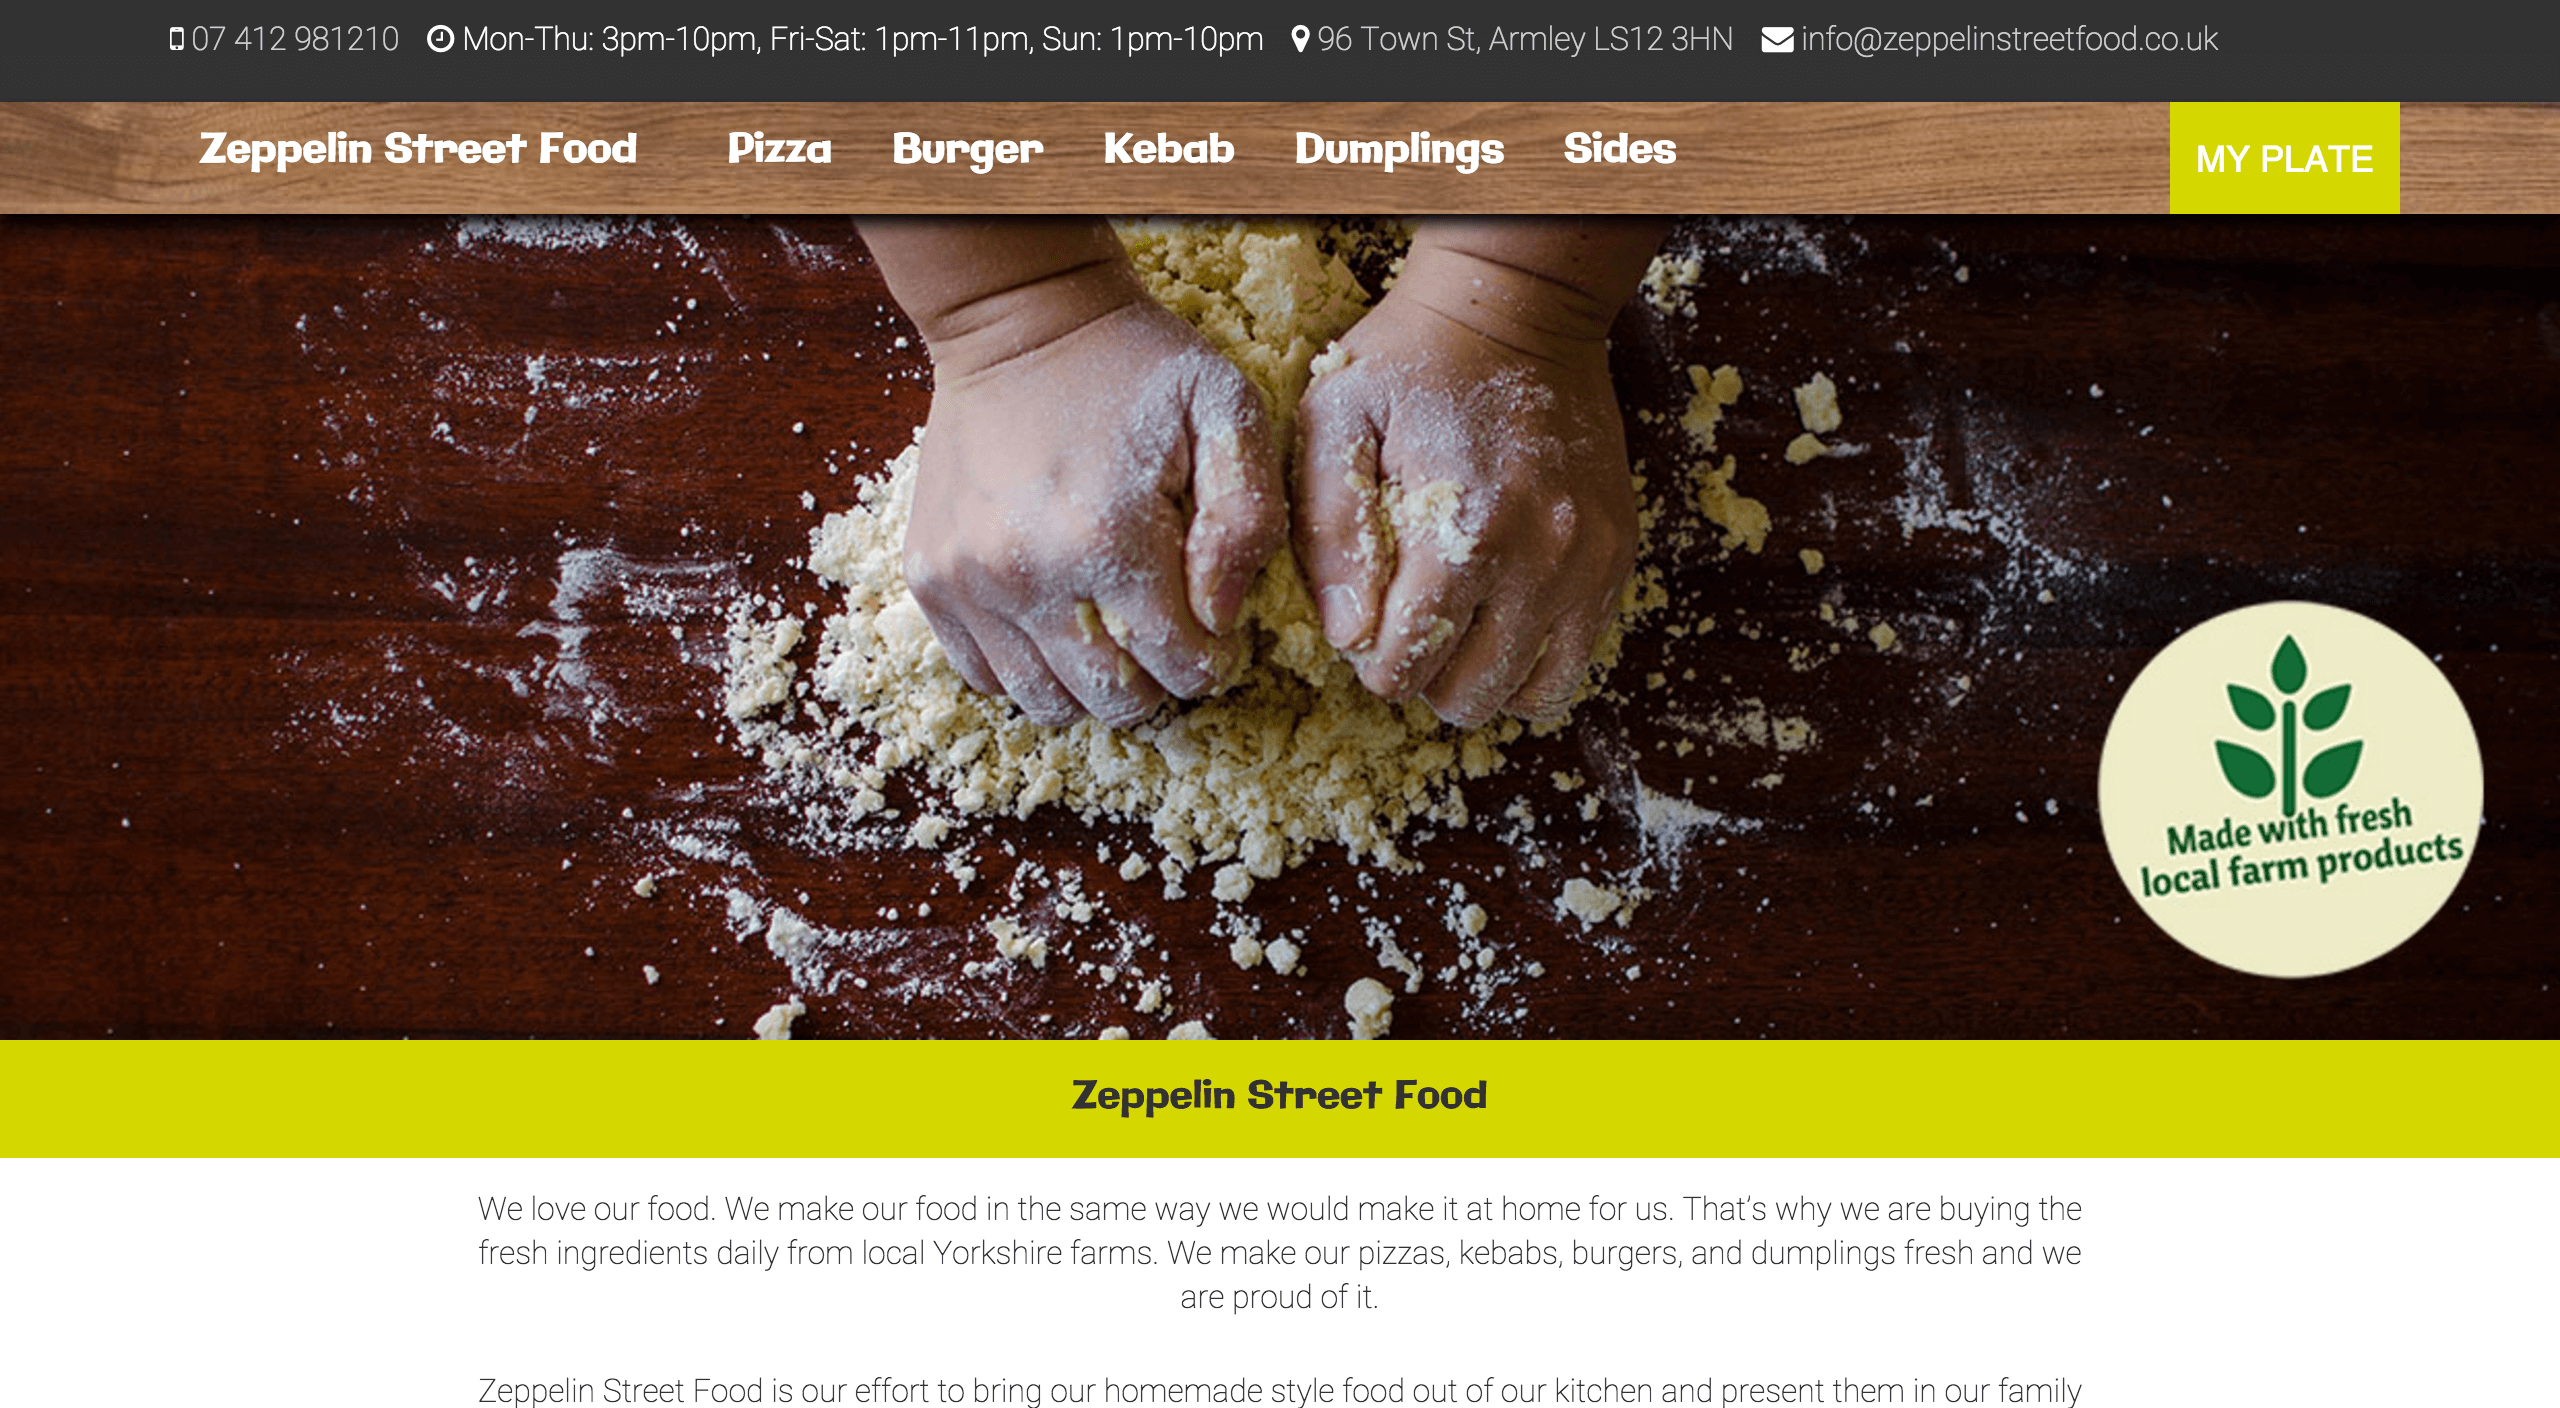 07 412 981210 Mon-Thu: 3pm-10pm, Fri-Sat: 1pm-11pm, Sun: 1pm-10pm 96 Town St, Armley LS12 3HN info@zeppelinstreetfood.co.uk
Zeppelin Street Food Pizza Burger Kebab Dumplings Sides MY PLATE
Made with fresh
local farm products
Zeppelin Street Food
We love our food. We make our food in the same way we would make it at home for us. That’s why we are buying the
fresh ingredients daily from local Yorkshire farms. We make our pizzas, kebabs, burgers, and dumplings fresh and we
are proud of it.
Zeppelin Street Food is our effort to bring our homemade style food out of our kitchen and present them in our family